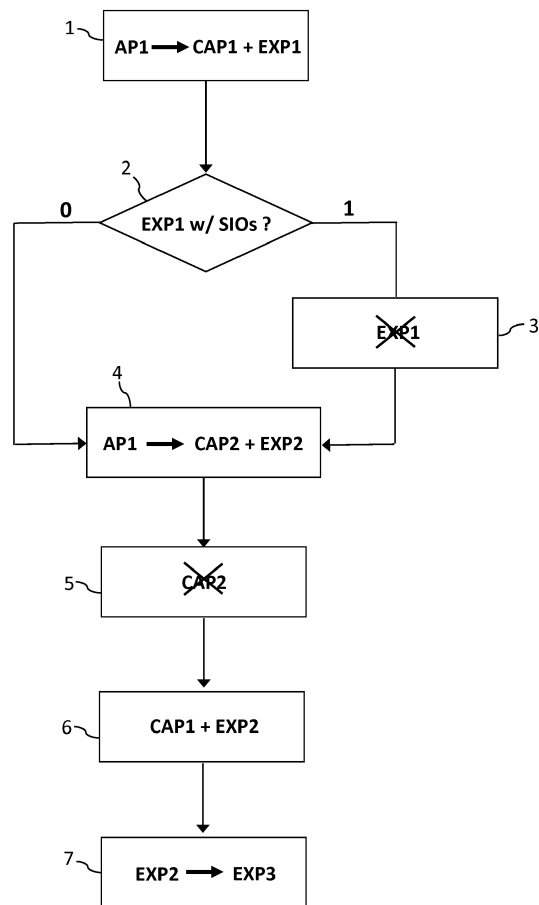 1
AP1 → CAP1 + EXP1
2
0
EXP1 w/ SIOs ?
1
EXP1
3
4
AP1 → CAP2 + EXP2
5
CAP2
6
CAP1 + EXP2
7
EXP2 → EXP3